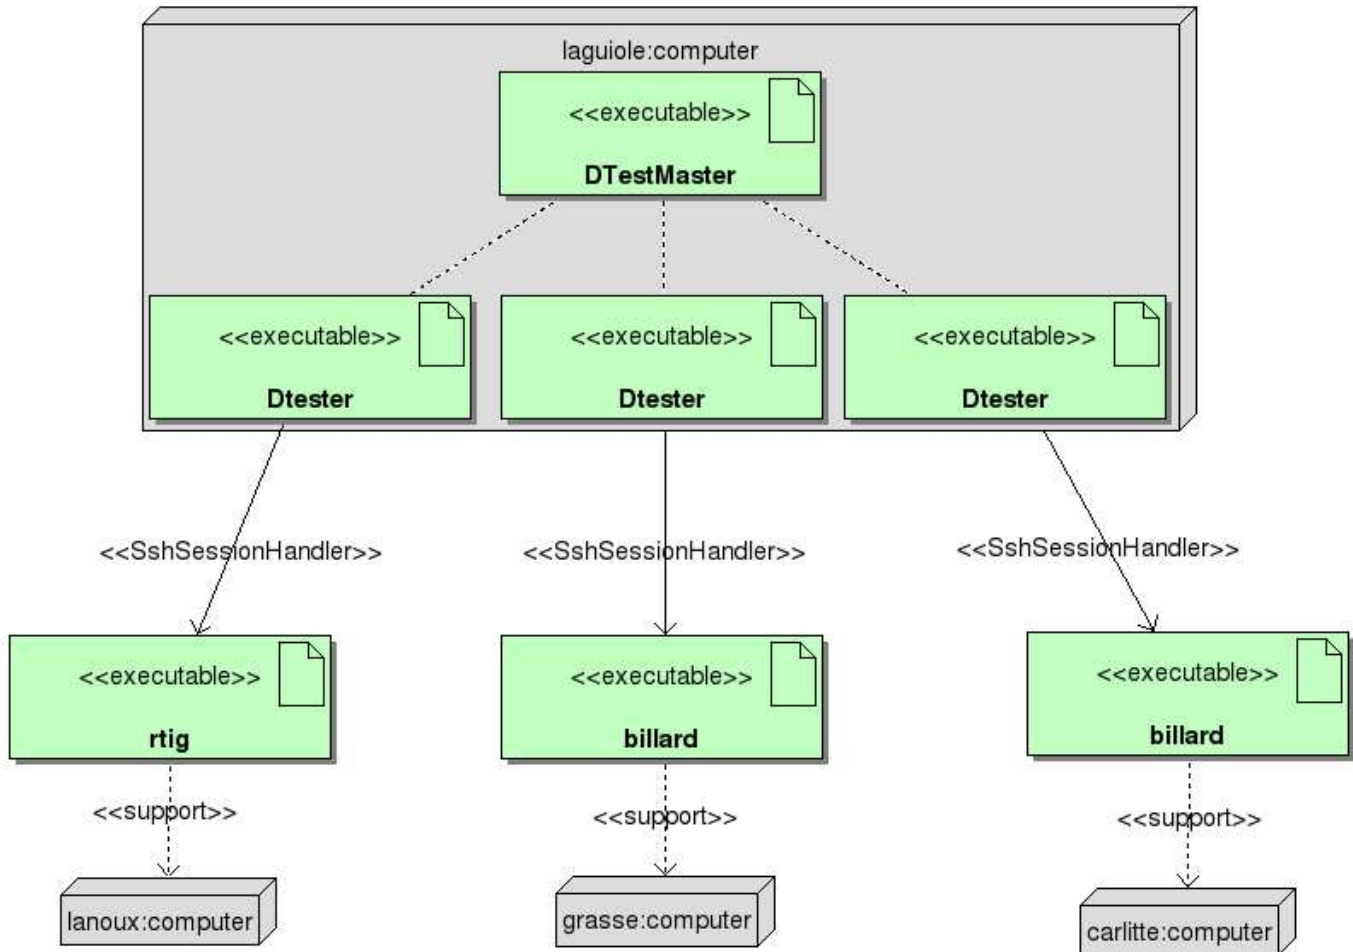 laguiole:computer
<<executable>>
DTestMaster
<<executable>>
Dtester
<<executable>>
Dtester
<<executable>>
Dtester
<<SshSessionHandler>>
<<SshSessionHandler>>
<<SshSessionHandler>>
<<executable>>
rtig
<<executable>>
billard
<<executable>>
billard
<<support>>
<<support>>
<<support>>
lanoux:computer
grasse:computer
carlitte:computer